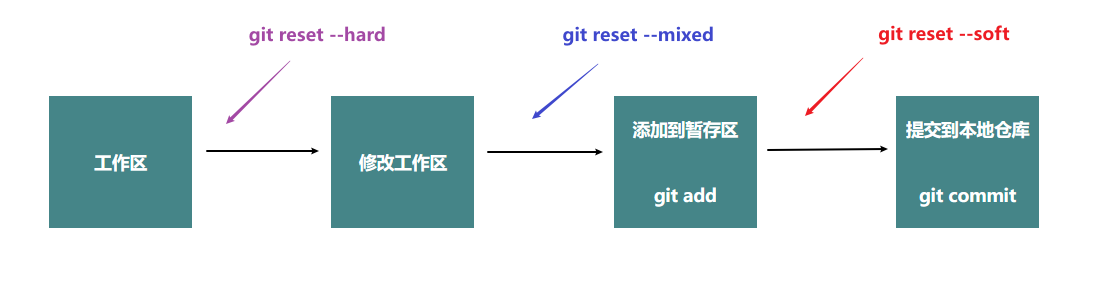 git reset --hard
git reset --mixed
git reset --soft
工作区
修改工作区
添加到暂存区
git add
提交到本地仓库
git commit